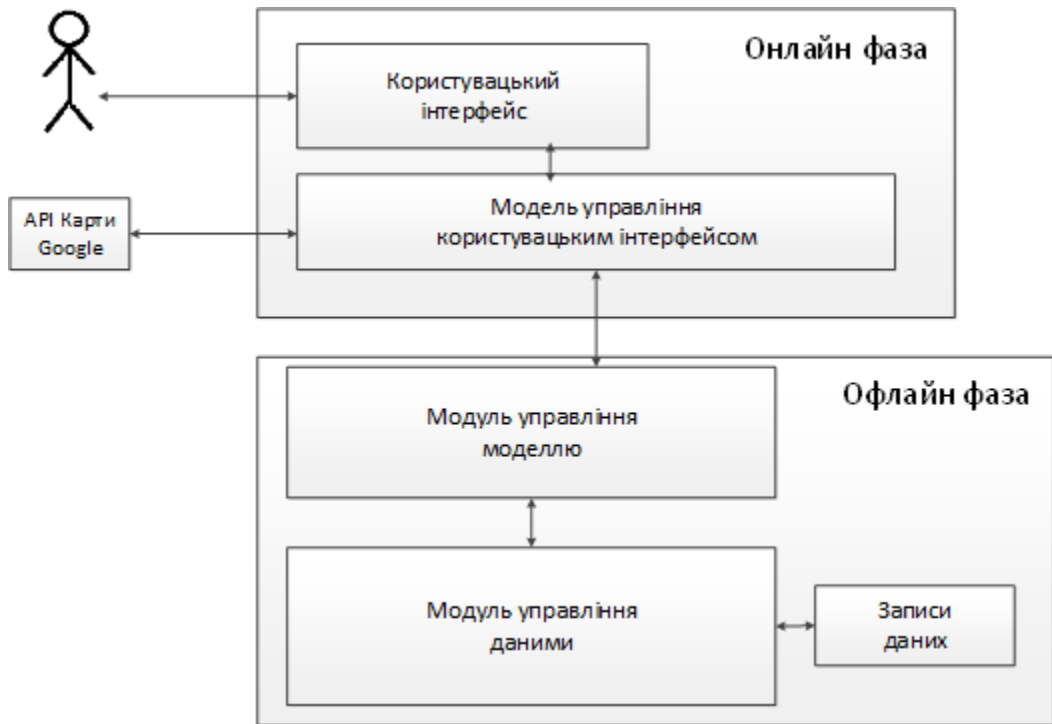 Онлайн фаза
Користувацький
інтерфейс
Модель управління
користувацьким інтерфейсом
API Карти
Google
Офлайн фаза
Модуль управління
моделлю
Модуль управління
даними
Записи
даних